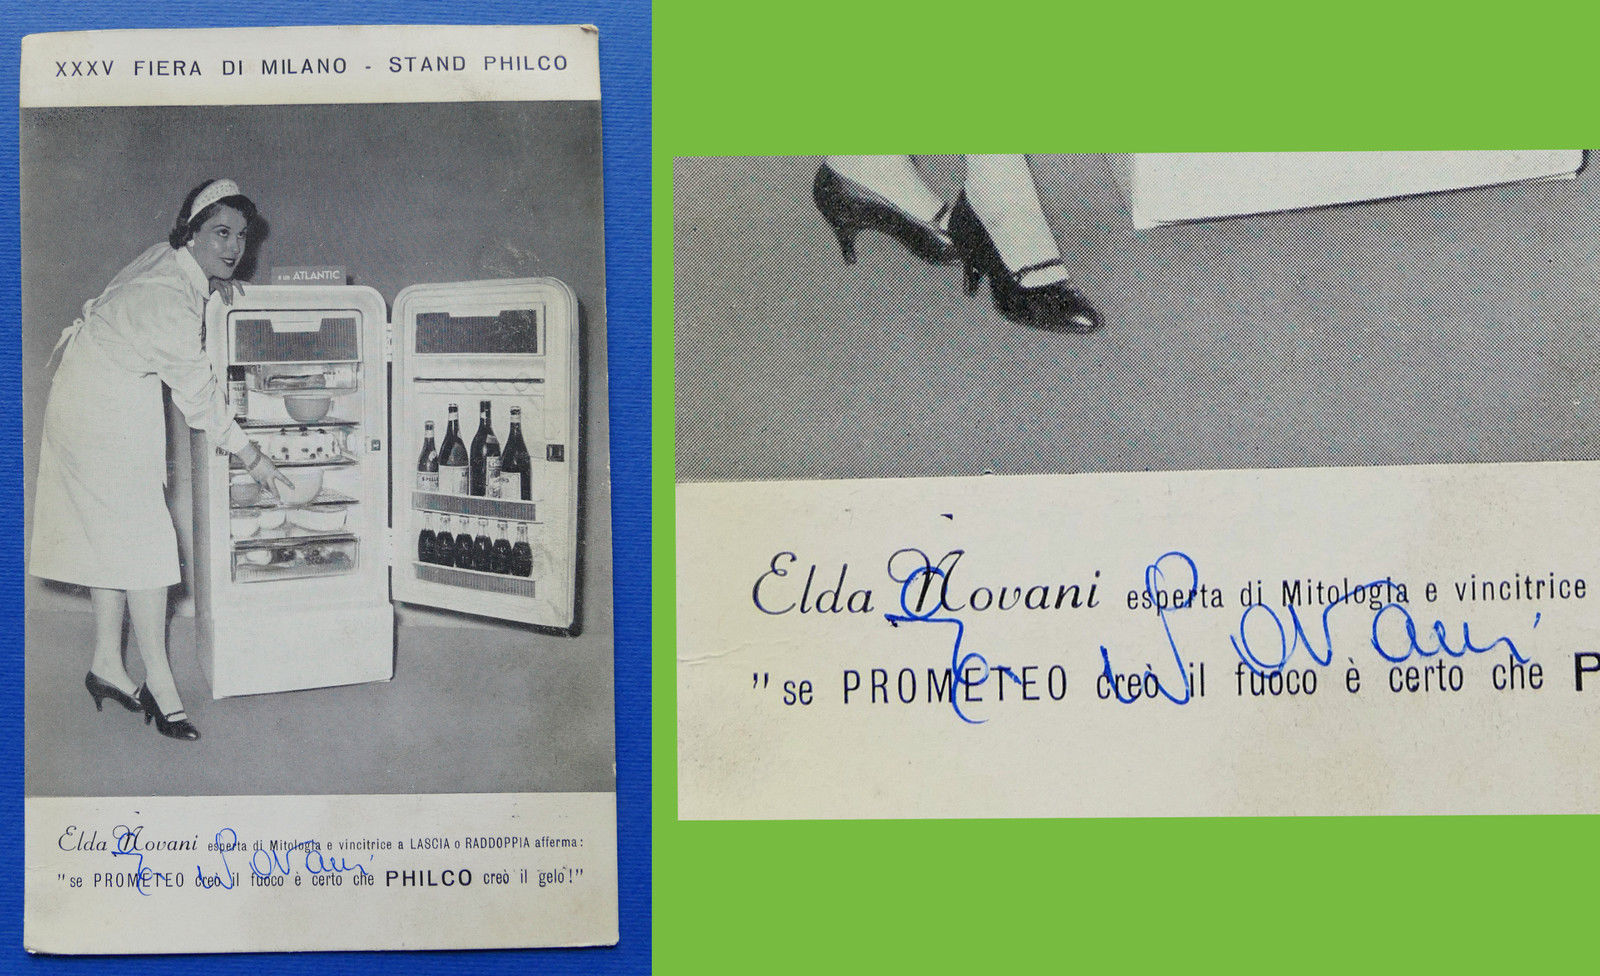 XXXV FIERA DI MILANO - STAND PHILCO
è un ATLANTIC
Elda Novani esperta di Mitologia e vincitrice a LASCIA o RADDOPPIA afferma:
"se PROMETEO creò il fuoco è certo che PHILCO creò il gelo!"
Elda Novani esperta di Mitologia e vincitrice
"se PROMETEO creò il fuoco è certo che P